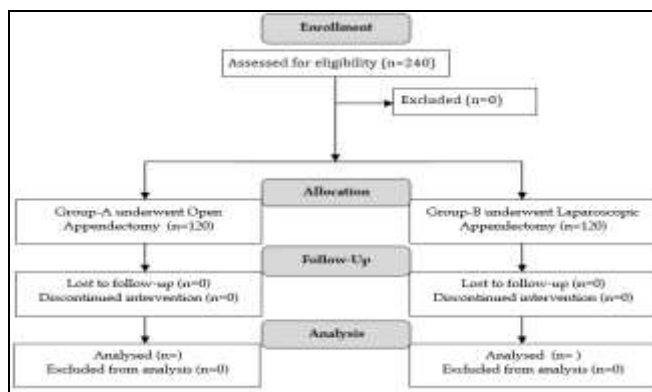 Enrollment
Assessed for eligibility (n=240)
Excluded (n=0)
Allocation
Group-A underwent Open
Appendectomy (n=120)
Group-B underwent Laparoscopic
Appendectomy (n=120)
Follow-Up
Lost to follow-up (n=0)
Discontinued intervention (n=0)
Lost to follow-up (n=0)
Discontinued intervention (n=0)
Analysis
Analysed (n=)
Excluded from analysis (n=0)
Analysed (n= )
Excluded from analysis (n=0)